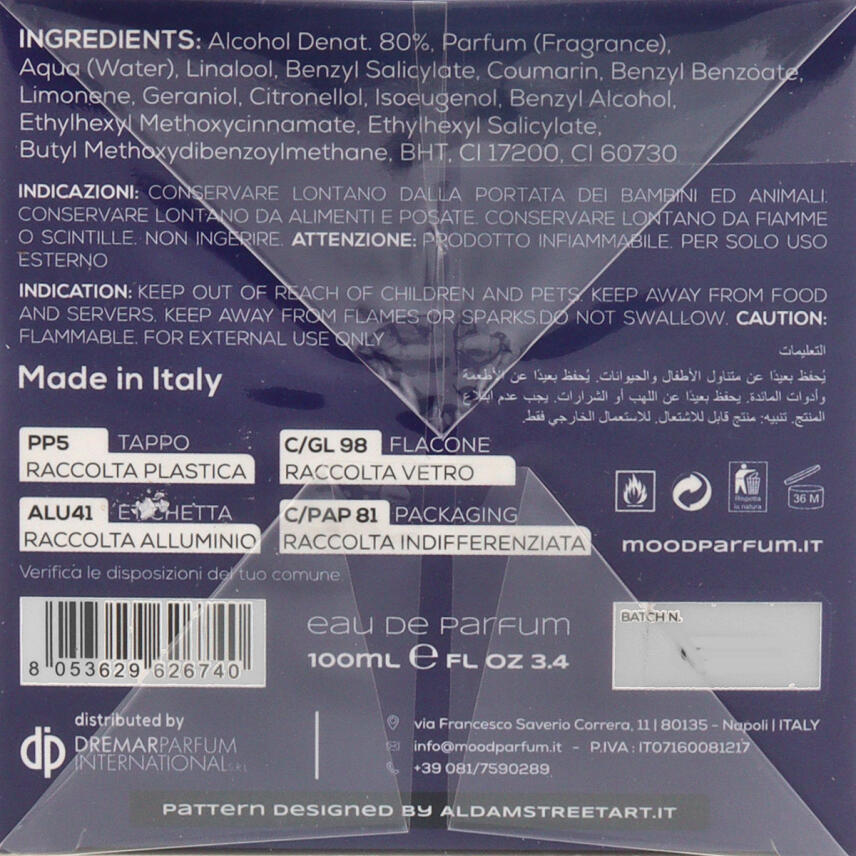 INGREDIENTS: Alcohol Denat. 80%, Parfum (Fragrance),
Aqua (Water), Linalool, Benzyl Salicylate, Coumarin, Benzyl Benzoate,
Limonene, Geraniol, Citronellol, Isoeugenol, Benzyl Alcohol,
Ethylhexyl Methoxycinnamate, Ethylhexyl Salicylate,
Butyl Methoxydibenzoylmethane, BHT, CI 17200, CI 60730
INDICAZIONI: CONSERVARE LONTANO DALLA PORTATA DEI BAMBINI ED ANIMALI.
CONSERVARE LONTANO DA ALIMENTI E POSATE. CONSERVARE LONTANO DA FIAMME
O SCINTILLE. NON INGERIRE. ATTENZIONE: PRODOTTO INFIAMMABILE. PER SOLO USO
ESTERNO
INDICATION: KEEP OUT OF REACH OF CHILDREN AND PETS. KEEP AWAY FROM FOOD
AND SERVERS. KEEP AWAY FROM FLAMES OR SPARKS.DO NOT SWALLOW. CAUTION:
FLAMMABLE. FOR EXTERNAL USE ONLY
التعليمات
يُحفظ بعيدًا عن متناول الأطفال والحيوانات. يُحفظ بعيدًا عن الأطعمة
وأدوات المائدة. يحفظ بعيدًا عن اللهب أو الشرارات. يجب عدم ابتلاع
المنتج. تنبيه: منتج قابل للاشتعال. للاستعمال الخارجي فقط.
Made in Italy
PP5 TAPPO
RACCOLTA PLASTICA
C/GL 98 FLACONE
RACCOLTA VETRO
ALU41 ETICHETTA
RACCOLTA ALLUMINIO
C/PAP 81 PACKAGING
RACCOLTA INDIFFERENZIATA
Rispetta
la natura
36 M
MOODPARFUM.IT
Verifica le disposizioni del tuo comune
8 053629 626740
eau de parfum
100ML e FL OZ 3.4
BATCH N.
distributed by
DREMARPARFUM
INTERNATIONAL S.R.L.
via Francesco Saverio Correra, 11 | 80135 - Napoli | ITALY
info@moodparfum.it - P.IVA : IT07160081217
+39 081/7590289
PATTERN DESIGNED BY ALDAMSTREETART.IT